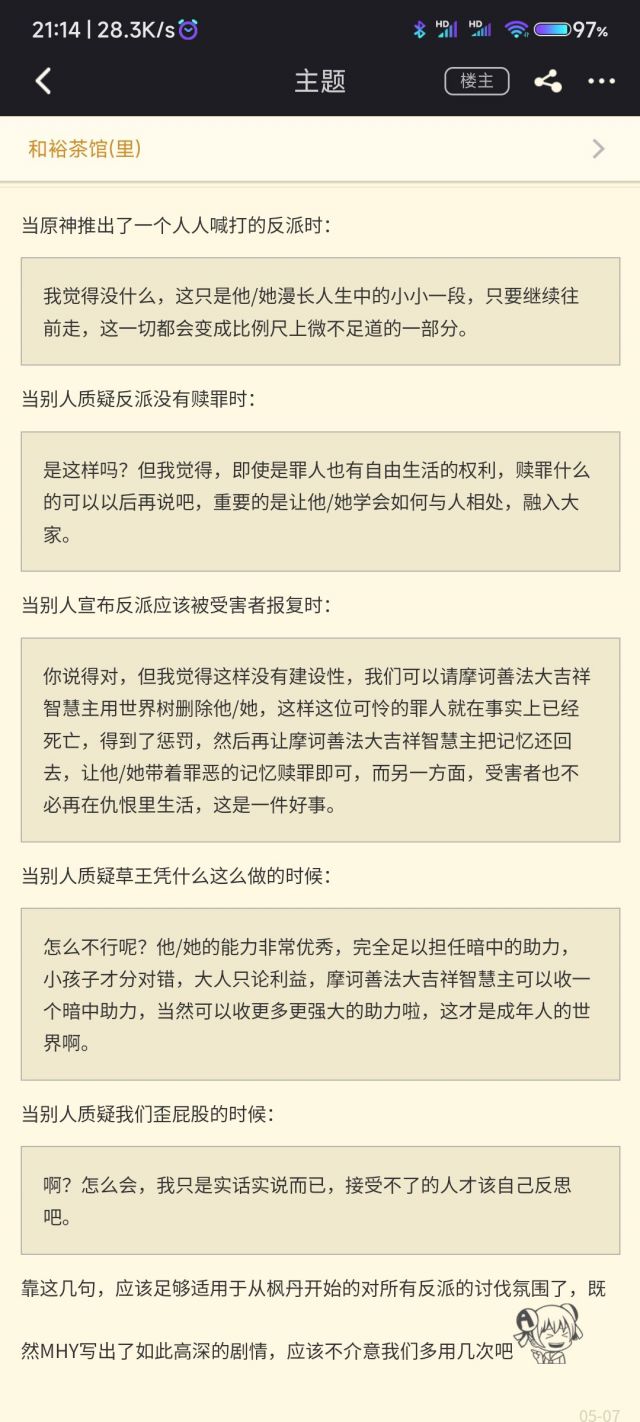 21:14 | 28.3K/s
HD
HD
97%
主题
楼主
和裕茶馆(里)
当原神推出了一个人人喊打的反派时：
我觉得没什么，这只是他/她漫长人生中的小小一段，只要继续往
前走，这一切都会变成比例尺上微不足道的一部分。
当别人质疑反派没有赎罪时：
是这样吗？但我觉得，即使是罪人也有自由生活的权利，赎罪什么
的可以以后再说吧，重要的是让他/她学会如何与人相处，融入大
家。
当别人宣布反派应该被受害者报复时：
你说得对，但我觉得这样没有建设性，我们可以请摩诃善法大吉祥
智慧主用世界树删除他/她，这样这位可怜的罪人就在事实上已经
死亡，得到了惩罚，然后再让摩诃善法大吉祥智慧主把记忆还回
去，让他/她带着罪恶的记忆赎罪即可，而另一方面，受害者也不
必再在仇恨里生活，这是一件好事。
当别人质疑草王凭什么这么做的时候：
怎么不行呢？他/她的能力非常优秀，完全足以担任暗中的助力，
小孩子才分对错，大人只论利益，摩诃善法大吉祥智慧主可以收一
个暗中助力，当然可以收更多更强大的助力啦，这才是成年人的世
界啊。
当别人质疑我们歪屁股的时候：
啊？怎么会，我只是实话实说而已，接受不了的人才该自己反思
吧。
靠这几句，应该足够适用于从枫丹开始的对所有反派的讨伐氛围了，既
然MHY写出了如此高深的剧情，应该不介意我们多用几次吧
05-07